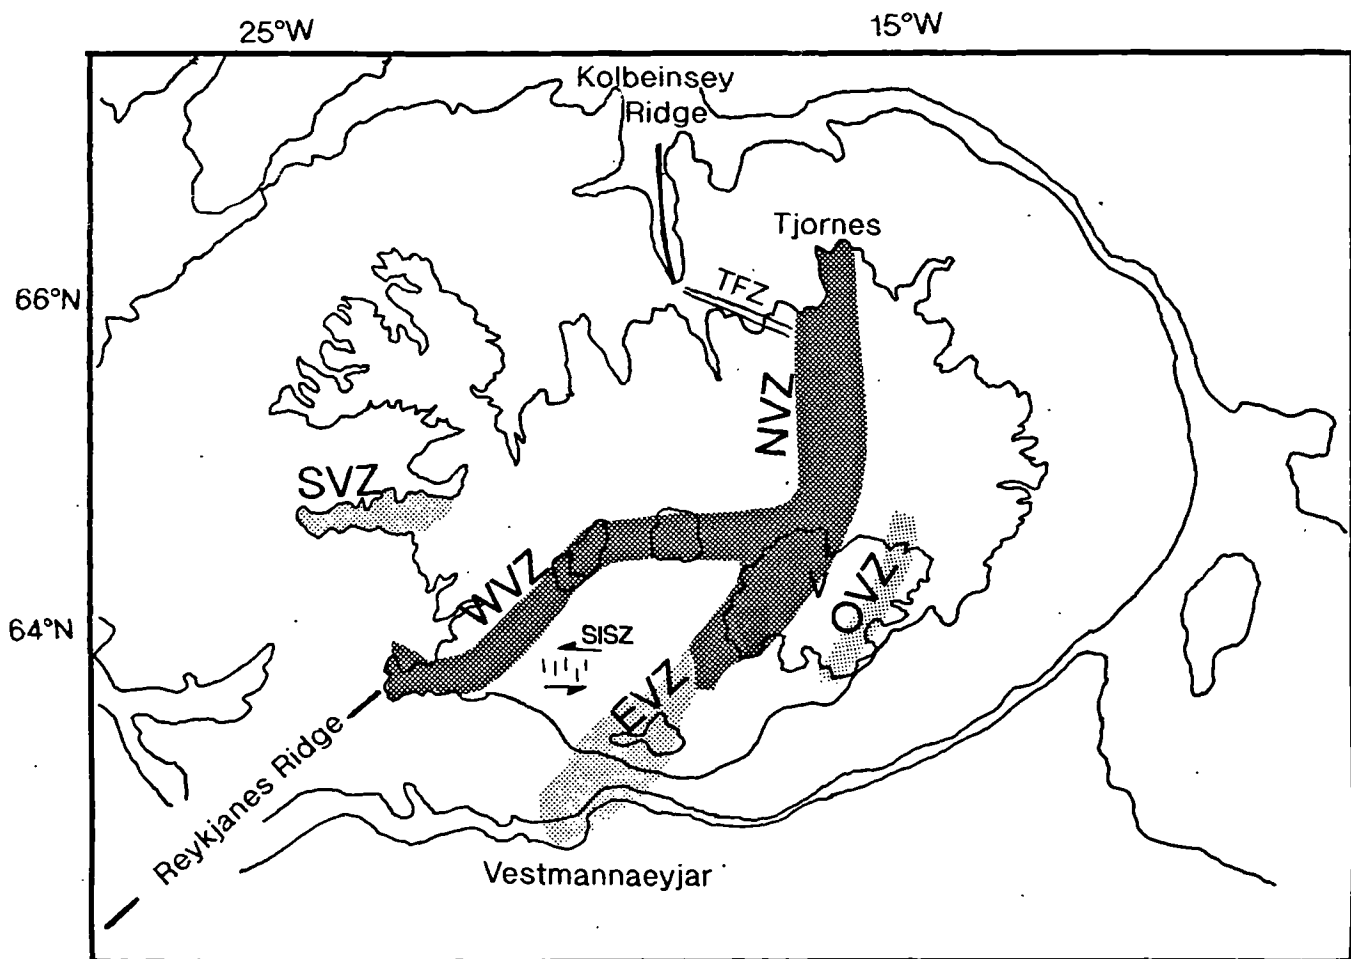 25°W
15°W
Kolbeinsey
Ridge
Tjornes
66°N
TFZ
NVZ
SVZ
WVZ
OVZ
64°N
SISZ
EVZ
Reykjanes Ridge
Vestmannaeyjar